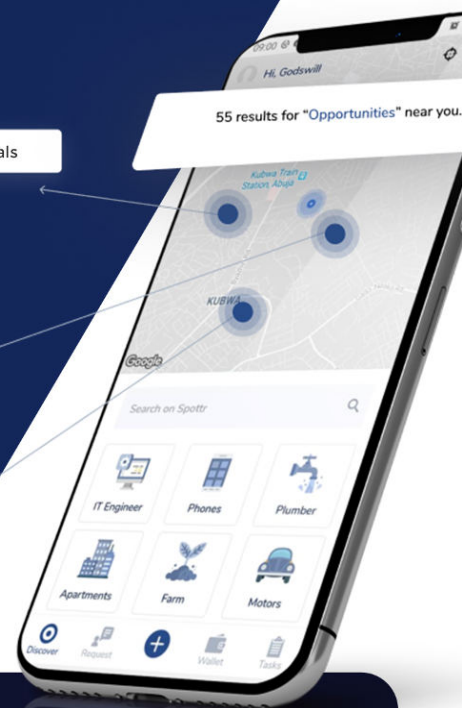 09:00
Hi, Godswill
55 results for “Opportunities” near you.
als
Kubwa Train
Station, Abuja
KUBWA
Google
Search on Spottr
IT Engineer
Phones
Plumber
Apartments
Farm
Motors
Discover
Request
Wallet
Tasks